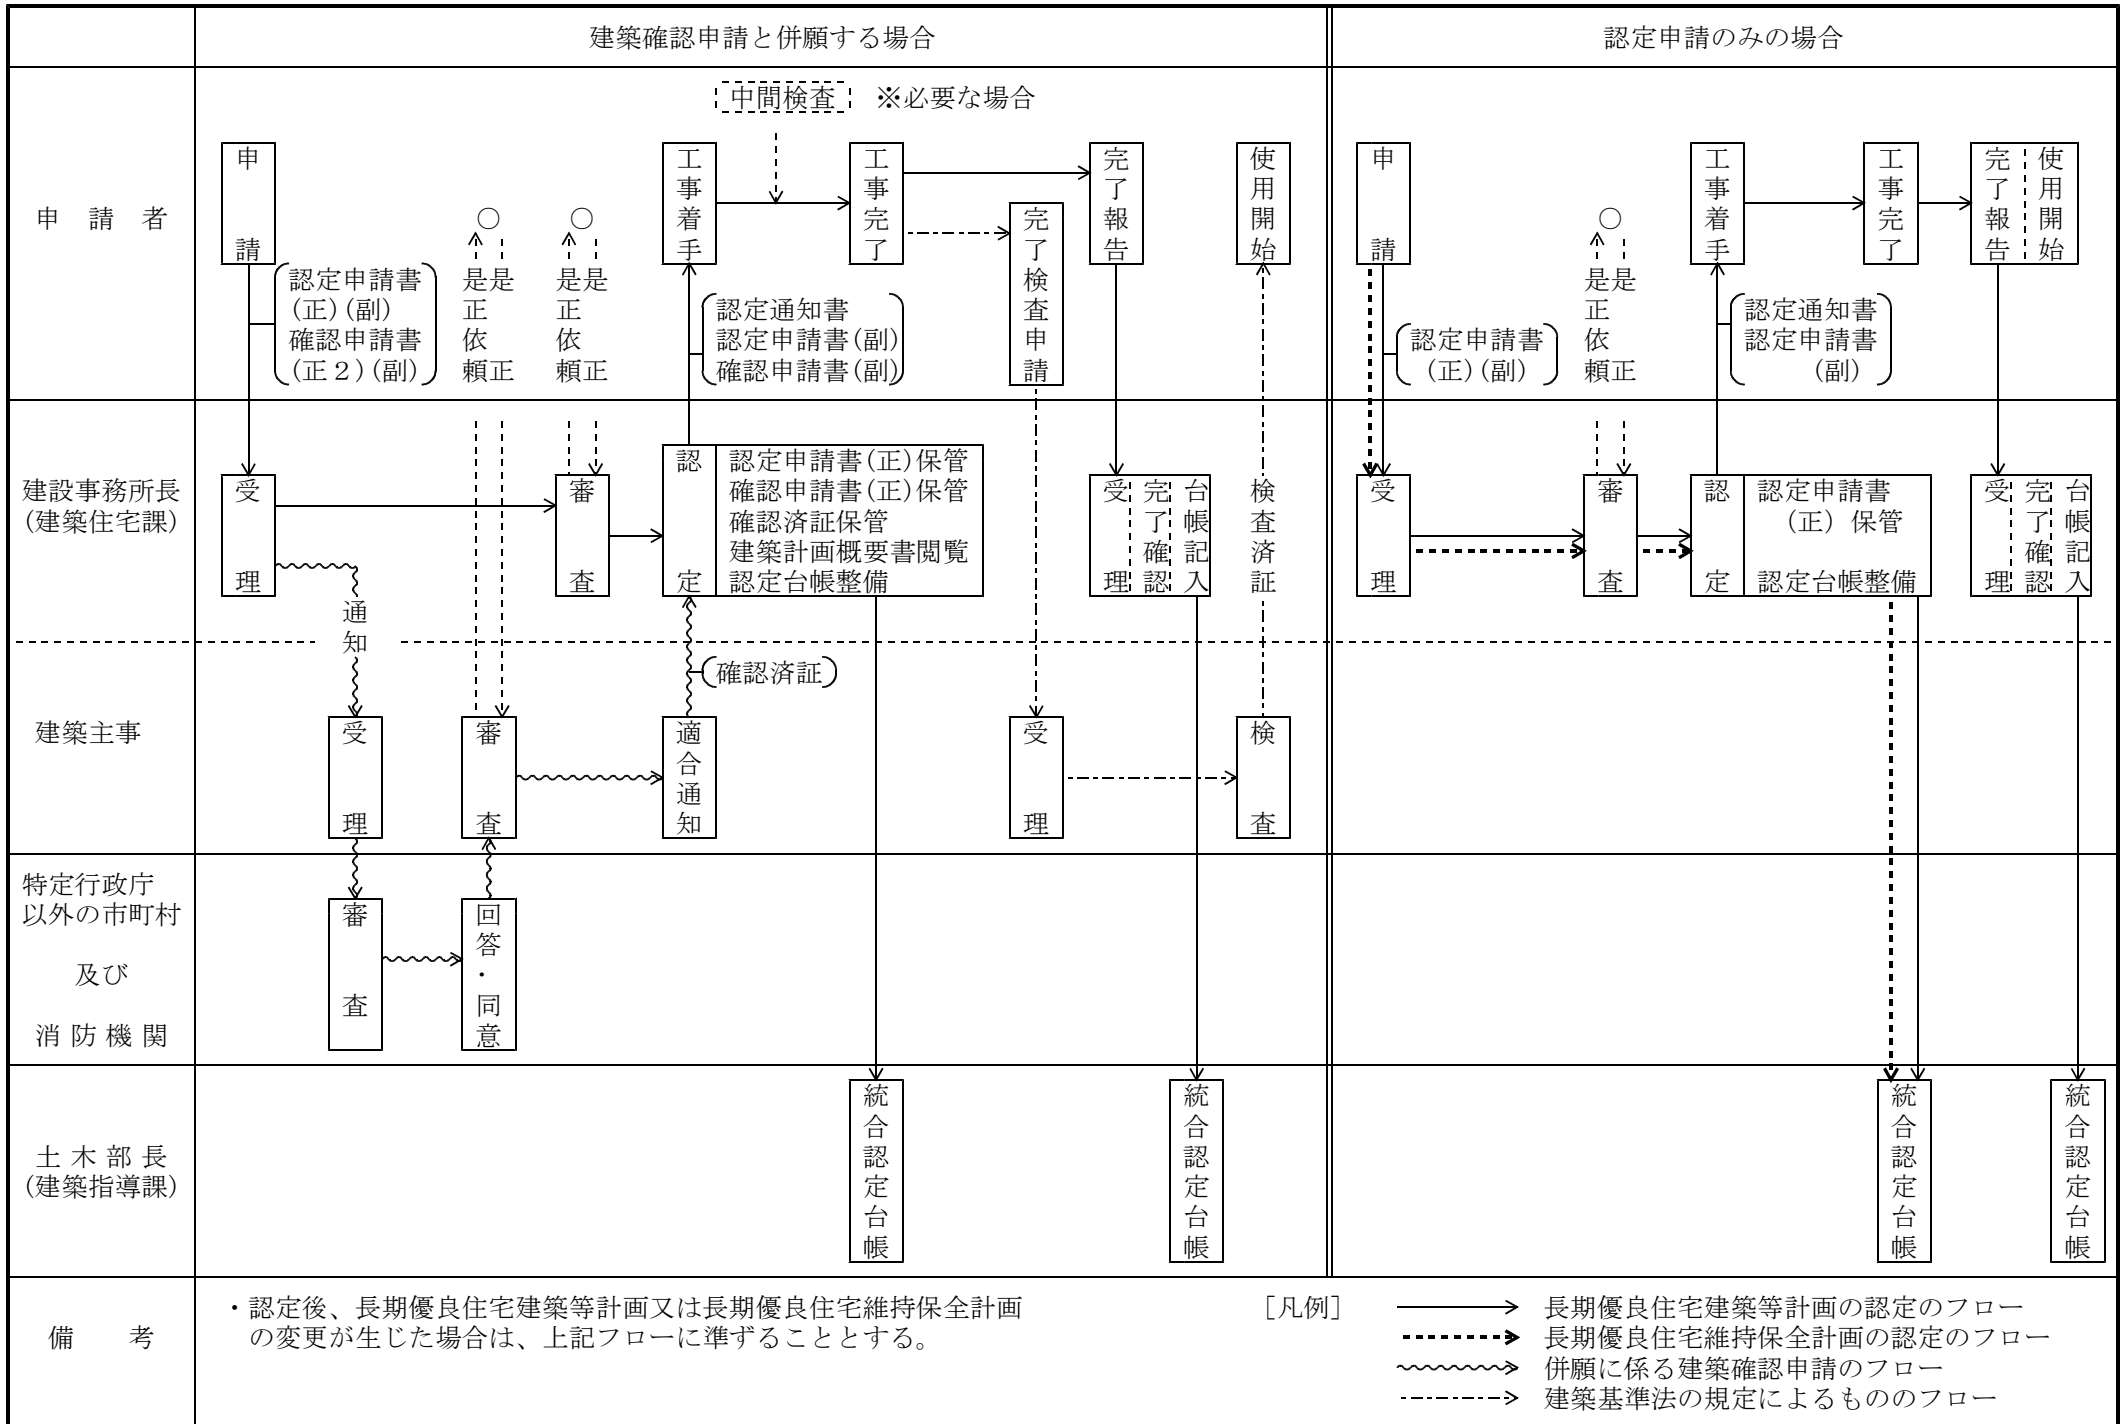 建築確認申請と併願する場合
認定申請のみの場合
申請者
中間検査 ※必要な場合
申請
認定申請書
(正)(副)
確認申請書
(正２)(副)
○
是正依頼
是正
○
是正依頼
是正
工事着手
認定通知書
認定申請書(副)
確認申請書(副)
工事完了
完了検査申請
完了報告
使用開始
申請
認定申請書
(正)(副)
○
是正依頼
是正
工事着手
認定通知書
認定申請書
(副)
工事完了
完了報告
使用開始
建設事務所長
(建築住宅課)
受理
通知
審査
認定
認定申請書(正)保管
確認申請書(正)保管
確認済証保管
建築計画概要書閲覧
認定台帳整備
受理
完了確認
台帳記入
検査済証
受理
審査
認定
認定申請書
(正) 保管
認定台帳整備
受理
完了確認
台帳記入
建築主事
受理
審査
確認済証
適合通知
受理
検査
特定行政庁
以外の市町村
及び
消防機関
審査
回答・同意
土木部長
(建築指導課)
統合認定台帳
統合認定台帳
統合認定台帳
統合認定台帳
備考
・認定後、長期優良住宅建築等計画又は長期優良住宅維持保全計画
の変更が生じた場合は、上記フローに準ずることとする。
［凡例］
長期優良住宅建築等計画の認定のフロー
長期優良住宅維持保全計画の認定のフロー
併願に係る建築確認申請のフロー
建築基準法の規定によるもののフロー